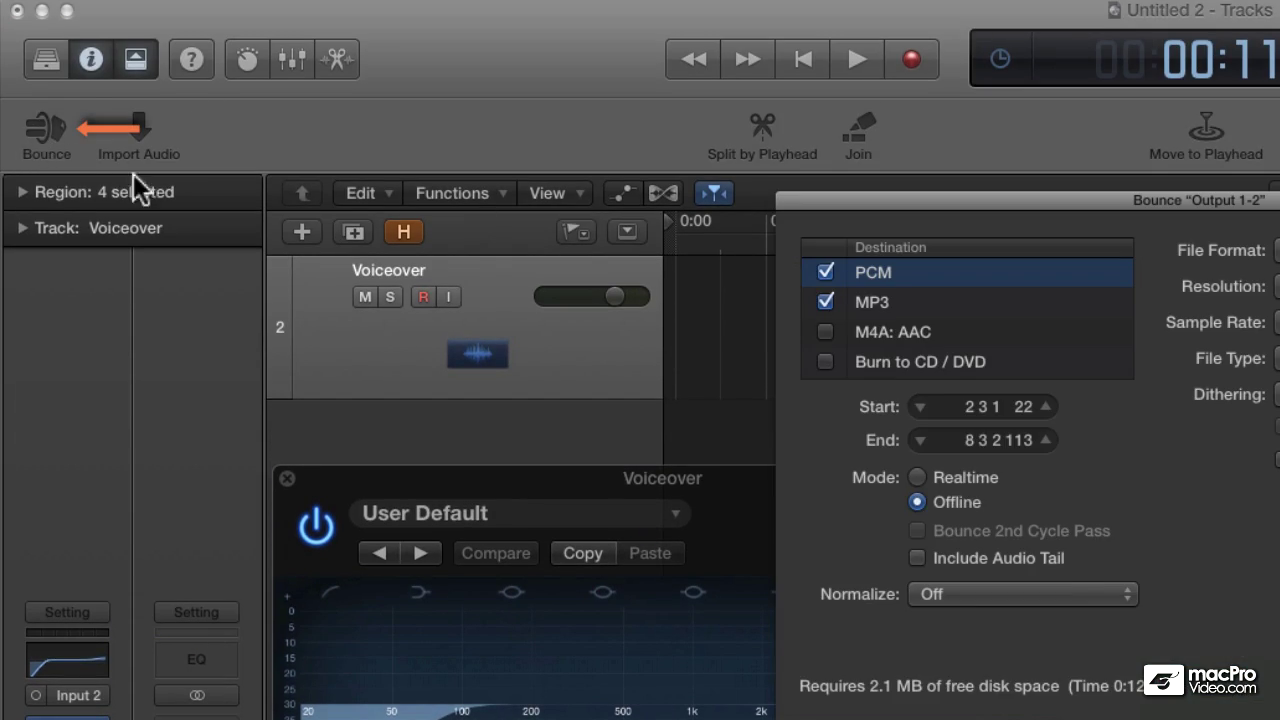 Untitled 2 - Tracks
00:11
Bounce
Import Audio
Split by Playhead
Join
Move to Playhead
Region: 4 selected
Track: Voiceover
Edit
Functions
View
H
0:00
Voiceover
M S R I
2
Bounce "Output 1-2"
Destination
PCM
MP3
M4A: AAC
Burn to CD / DVD
File Format:
Resolution:
Sample Rate:
File Type:
Dithering:
Start: 2 3 1 22
End: 8 3 2 113
Mode: Realtime
Offline
Bounce 2nd Cycle Pass
Include Audio Tail
Normalize: Off
Requires 2.1 MB of free disk space (Time 0:12
Voiceover
User Default
Compare Copy Paste
+
0
5
10
15
20
25
30
20 50 100 200 500 1k 2k
Setting Setting
EQ
Input 2
macPro
Video.com